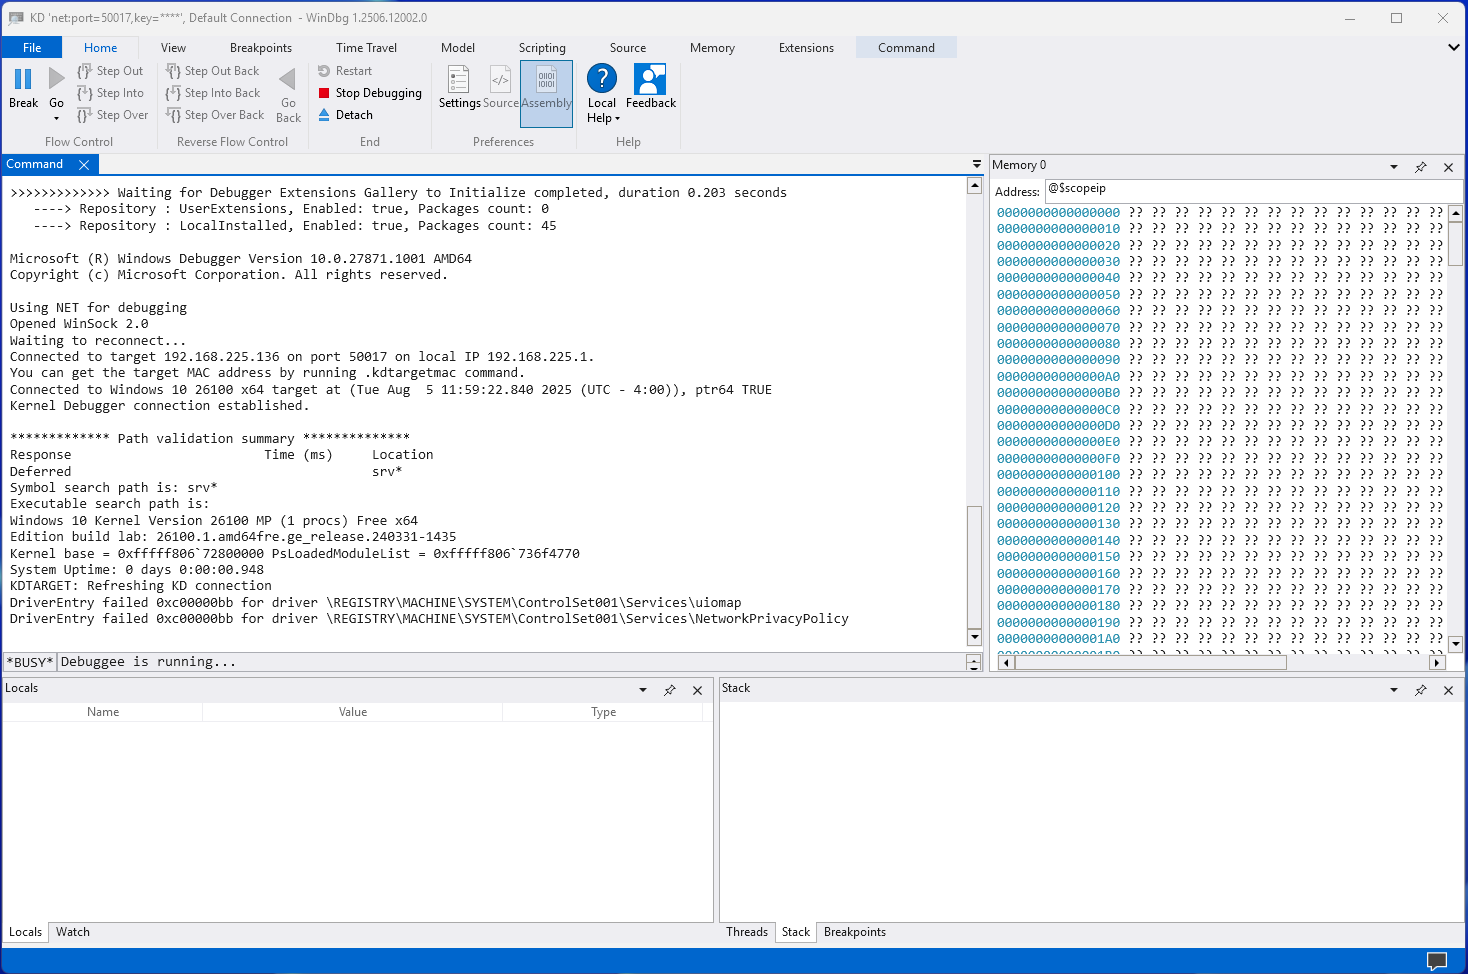 KD 'net:port=50017,key=****', Default Connection  - WinDbg 1.2506.12002.0
File Home View Breakpoints Time Travel Model Scripting Source Memory Extensions Command
Break
Go
Step Out
Step Into
Step Over
Flow Control
Step Out Back
Step Into Back
Step Over Back
Go
Back
Reverse Flow Control
Restart
Stop Debugging
Detach
End
Settings Source Assembly
Preferences
Local
Help
Feedback
Help
Command
>>>>>>>>>>>>> Waiting for Debugger Extensions Gallery to Initialize completed, duration 0.203 seconds
   ----> Repository : UserExtensions, Enabled: true, Packages count: 0
   ----> Repository : LocalInstalled, Enabled: true, Packages count: 45
Microsoft (R) Windows Debugger Version 10.0.27871.1001 AMD64
Copyright (c) Microsoft Corporation. All rights reserved.
Using NET for debugging
Opened WinSock 2.0
Waiting to reconnect...
Connected to target 192.168.225.136 on port 50017 on local IP 192.168.225.1.
You can get the target MAC address by running .kdtargetmac command.
Connected to Windows 10 26100 x64 target at (Tue Aug  5 11:59:22.840 2025 (UTC - 4:00)), ptr64 TRUE
Kernel Debugger connection established.
************* Path validation summary **************
Response                         Time (ms)     Location
Deferred                                       srv*
Symbol search path is: srv*
Executable search path is:
Windows 10 Kernel Version 26100 MP (1 procs) Free x64
Edition build lab: 26100.1.amd64fre.ge_release.240331-1435
Kernel base = 0xfffff806`72800000 PsLoadedModuleList = 0xfffff806`736f4770
System Uptime: 0 days 0:00:00.948
KDTARGET: Refreshing KD connection
DriverEntry failed 0xc00000bb for driver \REGISTRY\MACHINE\SYSTEM\ControlSet001\Services\uiomap
DriverEntry failed 0xc00000bb for driver \REGISTRY\MACHINE\SYSTEM\ControlSet001\Services\NetworkPrivacyPolicy
*BUSY* Debuggee is running...
Memory 0
Address: @$scopeip
0000000000000000 ?? ?? ?? ?? ?? ?? ?? ?? ?? ?? ?? ?? ?? ??
0000000000000010 ?? ?? ?? ?? ?? ?? ?? ?? ?? ?? ?? ?? ?? ??
0000000000000020 ?? ?? ?? ?? ?? ?? ?? ?? ?? ?? ?? ?? ?? ??
0000000000000030 ?? ?? ?? ?? ?? ?? ?? ?? ?? ?? ?? ?? ?? ??
0000000000000040 ?? ?? ?? ?? ?? ?? ?? ?? ?? ?? ?? ?? ?? ??
0000000000000050 ?? ?? ?? ?? ?? ?? ?? ?? ?? ?? ?? ?? ?? ??
0000000000000060 ?? ?? ?? ?? ?? ?? ?? ?? ?? ?? ?? ?? ?? ??
0000000000000070 ?? ?? ?? ?? ?? ?? ?? ?? ?? ?? ?? ?? ?? ??
0000000000000080 ?? ?? ?? ?? ?? ?? ?? ?? ?? ?? ?? ?? ?? ??
0000000000000090 ?? ?? ?? ?? ?? ?? ?? ?? ?? ?? ?? ?? ?? ??
00000000000000A0 ?? ?? ?? ?? ?? ?? ?? ?? ?? ?? ?? ?? ?? ??
00000000000000B0 ?? ?? ?? ?? ?? ?? ?? ?? ?? ?? ?? ?? ?? ??
00000000000000C0 ?? ?? ?? ?? ?? ?? ?? ?? ?? ?? ?? ?? ?? ??
00000000000000D0 ?? ?? ?? ?? ?? ?? ?? ?? ?? ?? ?? ?? ?? ??
00000000000000E0 ?? ?? ?? ?? ?? ?? ?? ?? ?? ?? ?? ?? ?? ??
00000000000000F0 ?? ?? ?? ?? ?? ?? ?? ?? ?? ?? ?? ?? ?? ??
0000000000000100 ?? ?? ?? ?? ?? ?? ?? ?? ?? ?? ?? ?? ?? ??
0000000000000110 ?? ?? ?? ?? ?? ?? ?? ?? ?? ?? ?? ?? ?? ??
0000000000000120 ?? ?? ?? ?? ?? ?? ?? ?? ?? ?? ?? ?? ?? ??
0000000000000130 ?? ?? ?? ?? ?? ?? ?? ?? ?? ?? ?? ?? ?? ??
0000000000000140 ?? ?? ?? ?? ?? ?? ?? ?? ?? ?? ?? ?? ?? ??
0000000000000150 ?? ?? ?? ?? ?? ?? ?? ?? ?? ?? ?? ?? ?? ??
0000000000000160 ?? ?? ?? ?? ?? ?? ?? ?? ?? ?? ?? ?? ?? ??
0000000000000170 ?? ?? ?? ?? ?? ?? ?? ?? ?? ?? ?? ?? ?? ??
0000000000000180 ?? ?? ?? ?? ?? ?? ?? ?? ?? ?? ?? ?? ?? ??
0000000000000190 ?? ?? ?? ?? ?? ?? ?? ?? ?? ?? ?? ?? ?? ??
00000000000001A0 ?? ?? ?? ?? ?? ?? ?? ?? ?? ?? ?? ?? ?? ??
Locals
Name Value Type
Locals Watch
Stack
Threads Stack Breakpoints